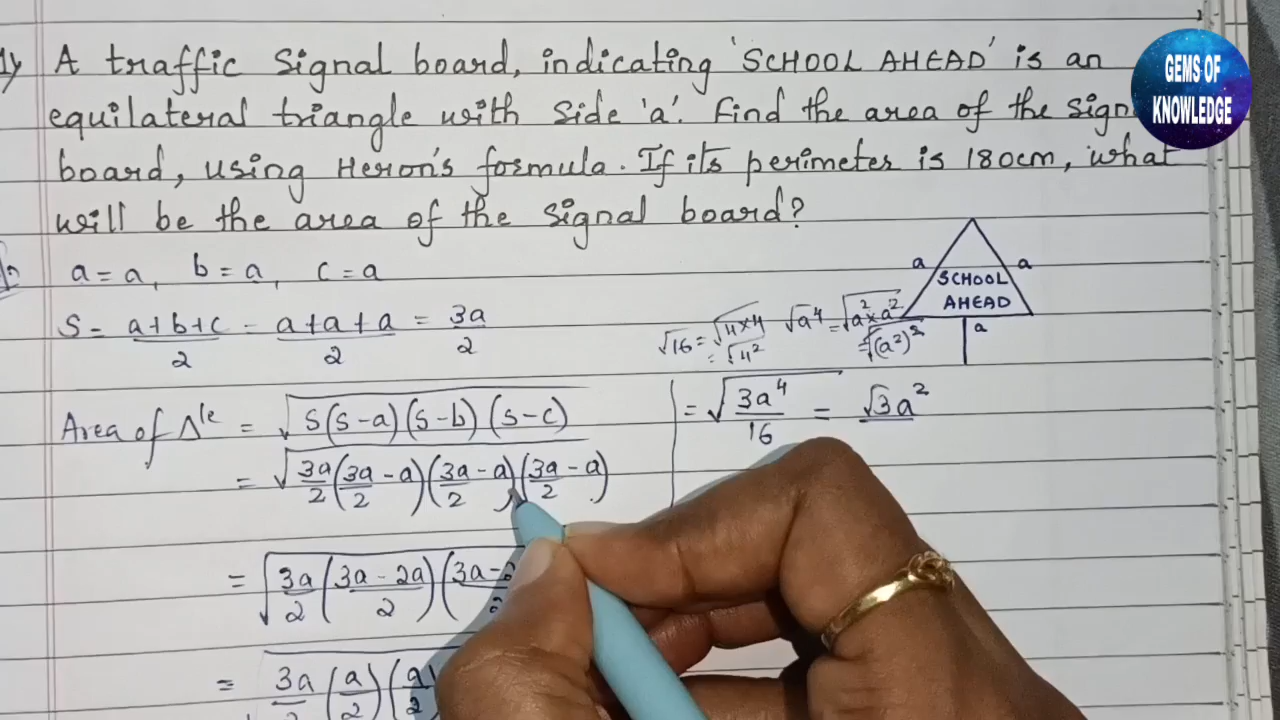 A traffic Signal board, indicating 'SCHOOL AHEAD' is an
equilateral triangle with Side 'a'. Find the area of the sign
board, using Heron's formula. If its perimeter is 180cm, what
will be the area of the signal board?
a = a, b = a, c = a
S = a+b+c/2 = a+a+a/2 = 3a/2
Area of Δle = √S(S-a)(S-b)(S-c)
= √3a/2(3a/2 - a)(3a/2 - a)(3a/2 - a)
= √3a/2(3a-2a/2)(3a-2
= 3a/2(a/2)(a/2
√16 = √4×4
= √4²
√a⁴ = √a²×a²
= √(a²)²
= √3a⁴/16 = √3a²
a
a
SCHOOL
AHEAD
a
GEMS OF
KNOWLEDGE